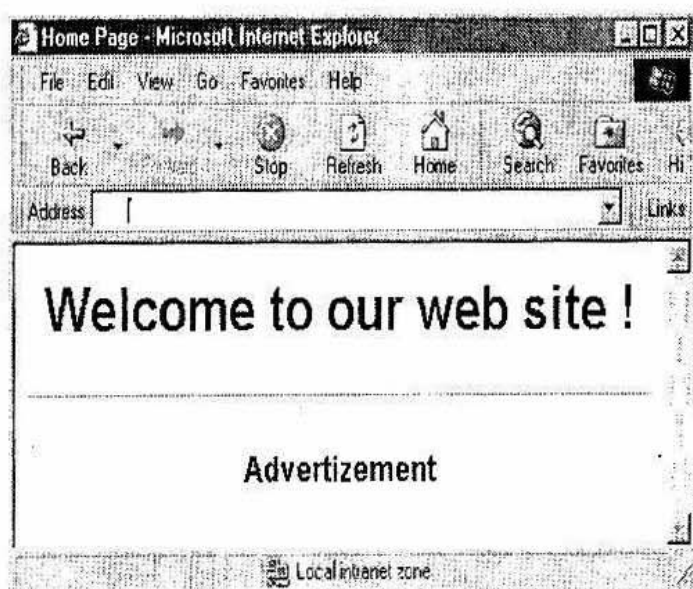 Home Page - Microsoft Internet Explorer
File Edit View Go Favorites Help
Back Stop Refresh Home Search Favorites Hi
Address Links
Welcome to our web site !
Advertizement
Local intranet zone